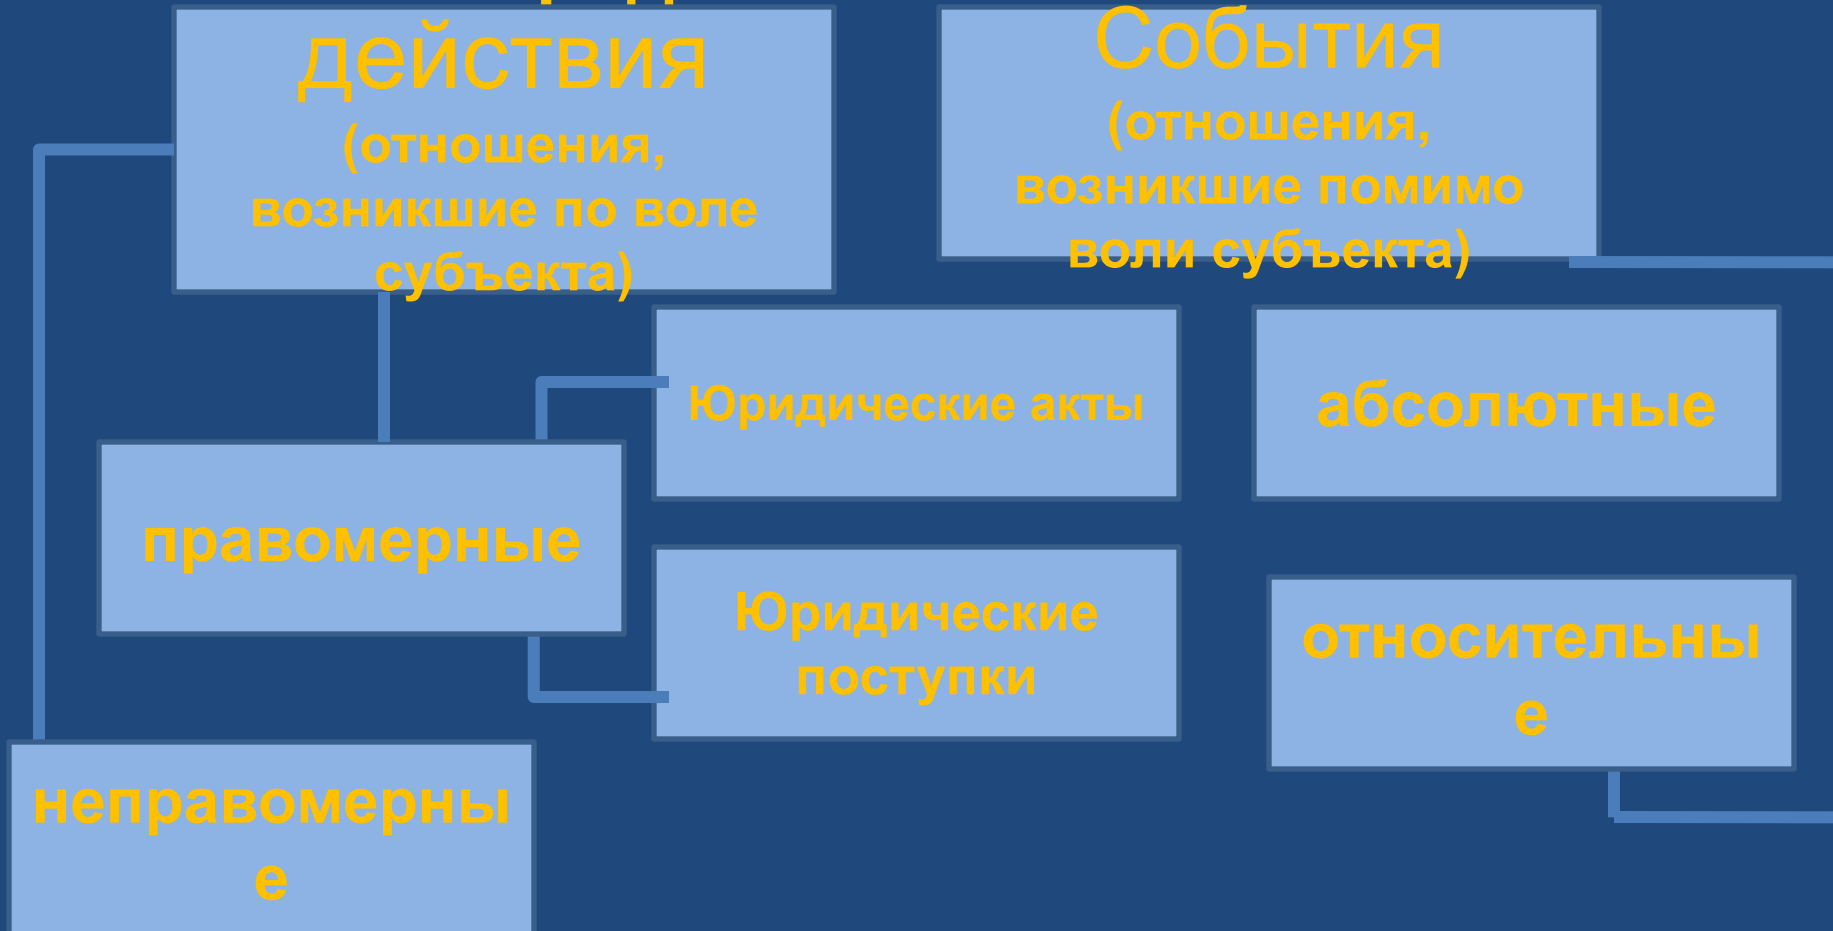 действия
(отношения,
возникшие по воле
субъекта)
События
(отношения,
возникшие помимо
воли субъекта)
Юридические акты
абсолютные
правомерные
Юридические
поступки
относительны
е
неправомерны
е